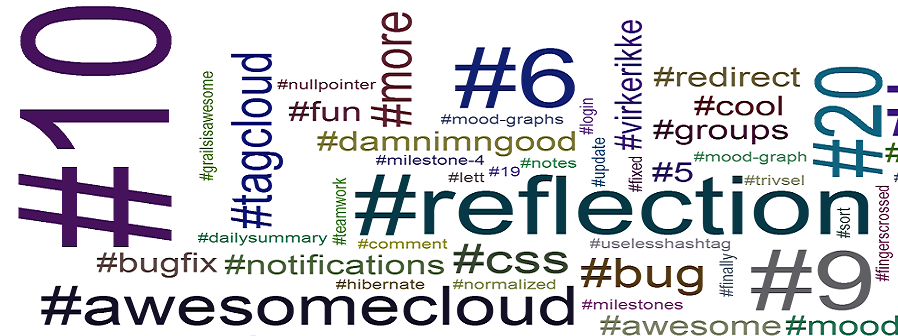 #10
#grailsisawesome
#tagcloud
#nullpointer
#fun
#more
#6
#mood-graphs
#login
#virkerikke
#redirect
#cool
#groups
#20
#damnimngood
#milestone-4
#notes
#update
#fixed
#5
#mood-graph
#lett
#19
#trivsel
#teamwork
#reflection
#sort
#fingerscrossed
#dailysummary
#comment
#uselesshashtag
#finally
#bugfix
#notifications
#css
#bug
#9
#hibernate
#normalized
#awesomecloud
#milestones
#awesome
#mood